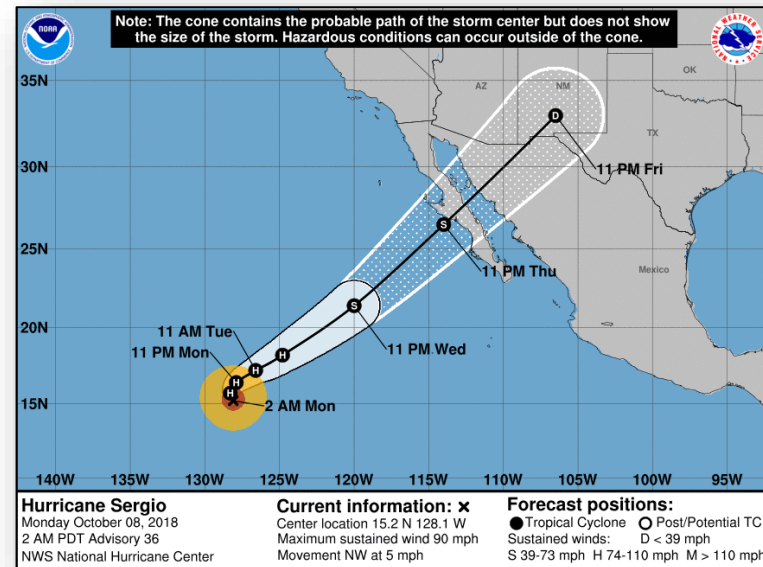 Note: The cone contains the probable path of the storm center but does not show
the size of the storm. Hazardous conditions can occur outside of the cone.
NOAA
35N
AZ
NM
OK
TX
30N
11 PM Fri
25N
11 PM Thu
Mexico
20N
11 AM Tue
11 PM Mon
11 PM Wed
15N
2 AM Mon
D
S
S
H
H
H
H
140W 135W 130W 125W 120W 115W 110W 105W 100W 95W
Hurricane Sergio
Monday October 08, 2018
2 AM PDT Advisory 36
NWS National Hurricane Center
Current information: ×
Center location 15.2 N 128.1 W
Maximum sustained wind 90 mph
Movement NW at 5 mph
Forecast positions:
Tropical Cyclone Post/Potential TC
Sustained winds: D < 39 mph
S 39-73 mph H 74-110 mph M > 110 mph